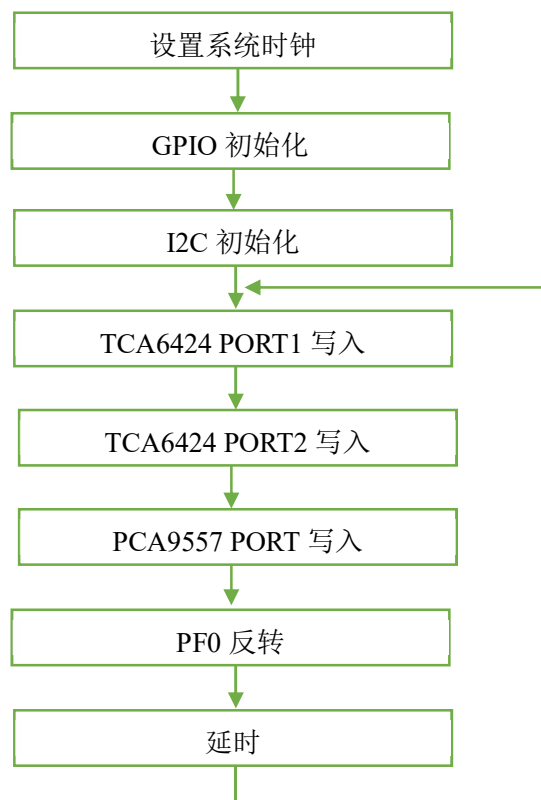 设置系统时钟
GPIO 初始化
I2C 初始化
TCA6424 PORT1 写入
TCA6424 PORT2 写入
PCA9557 PORT 写入
PF0 反转
延时